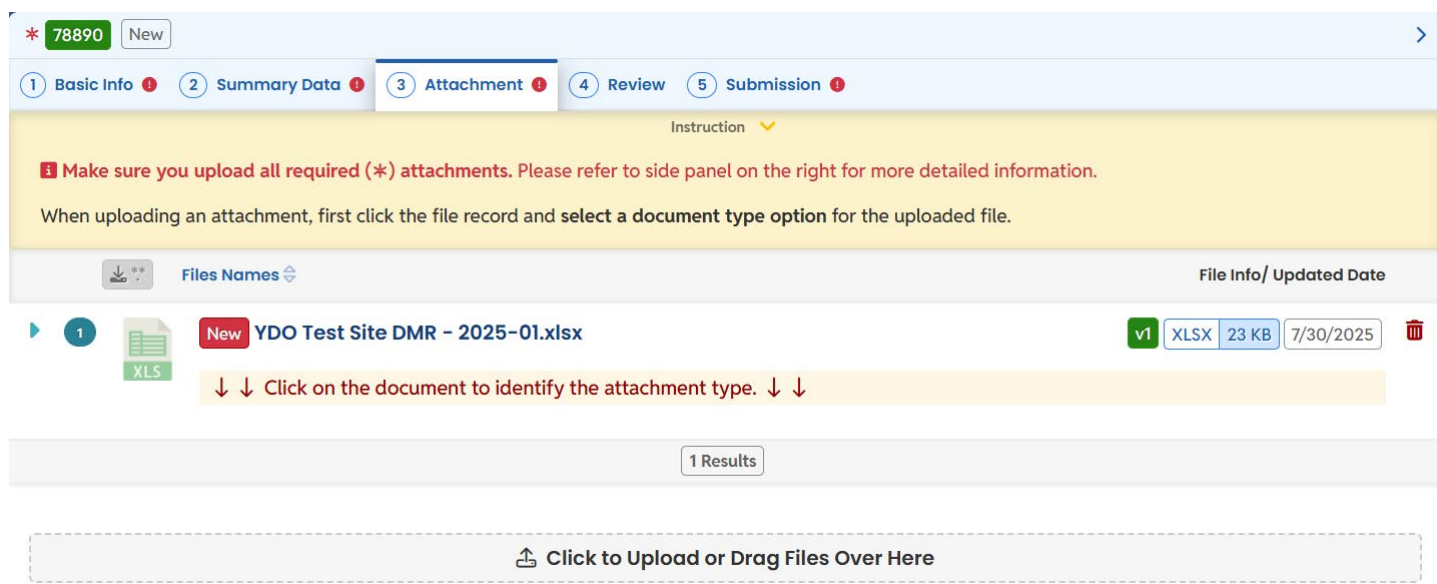 * 78890 New
1 Basic Info 2 Summary Data 3 Attachment 4 Review 5 Submission
Instruction
Make sure you upload all required (*) attachments. Please refer to side panel on the right for more detailed information.
When uploading an attachment, first click the file record and select a document type option for the uploaded file.
*.* Files Names File Info/ Updated Date
1 XLS New YDO Test Site DMR - 2025-01.xlsx v1 XLSX 23 KB 7/30/2025
↓ ↓ Click on the document to identify the attachment type. ↓ ↓
1 Results
Click to Upload or Drag Files Over Here